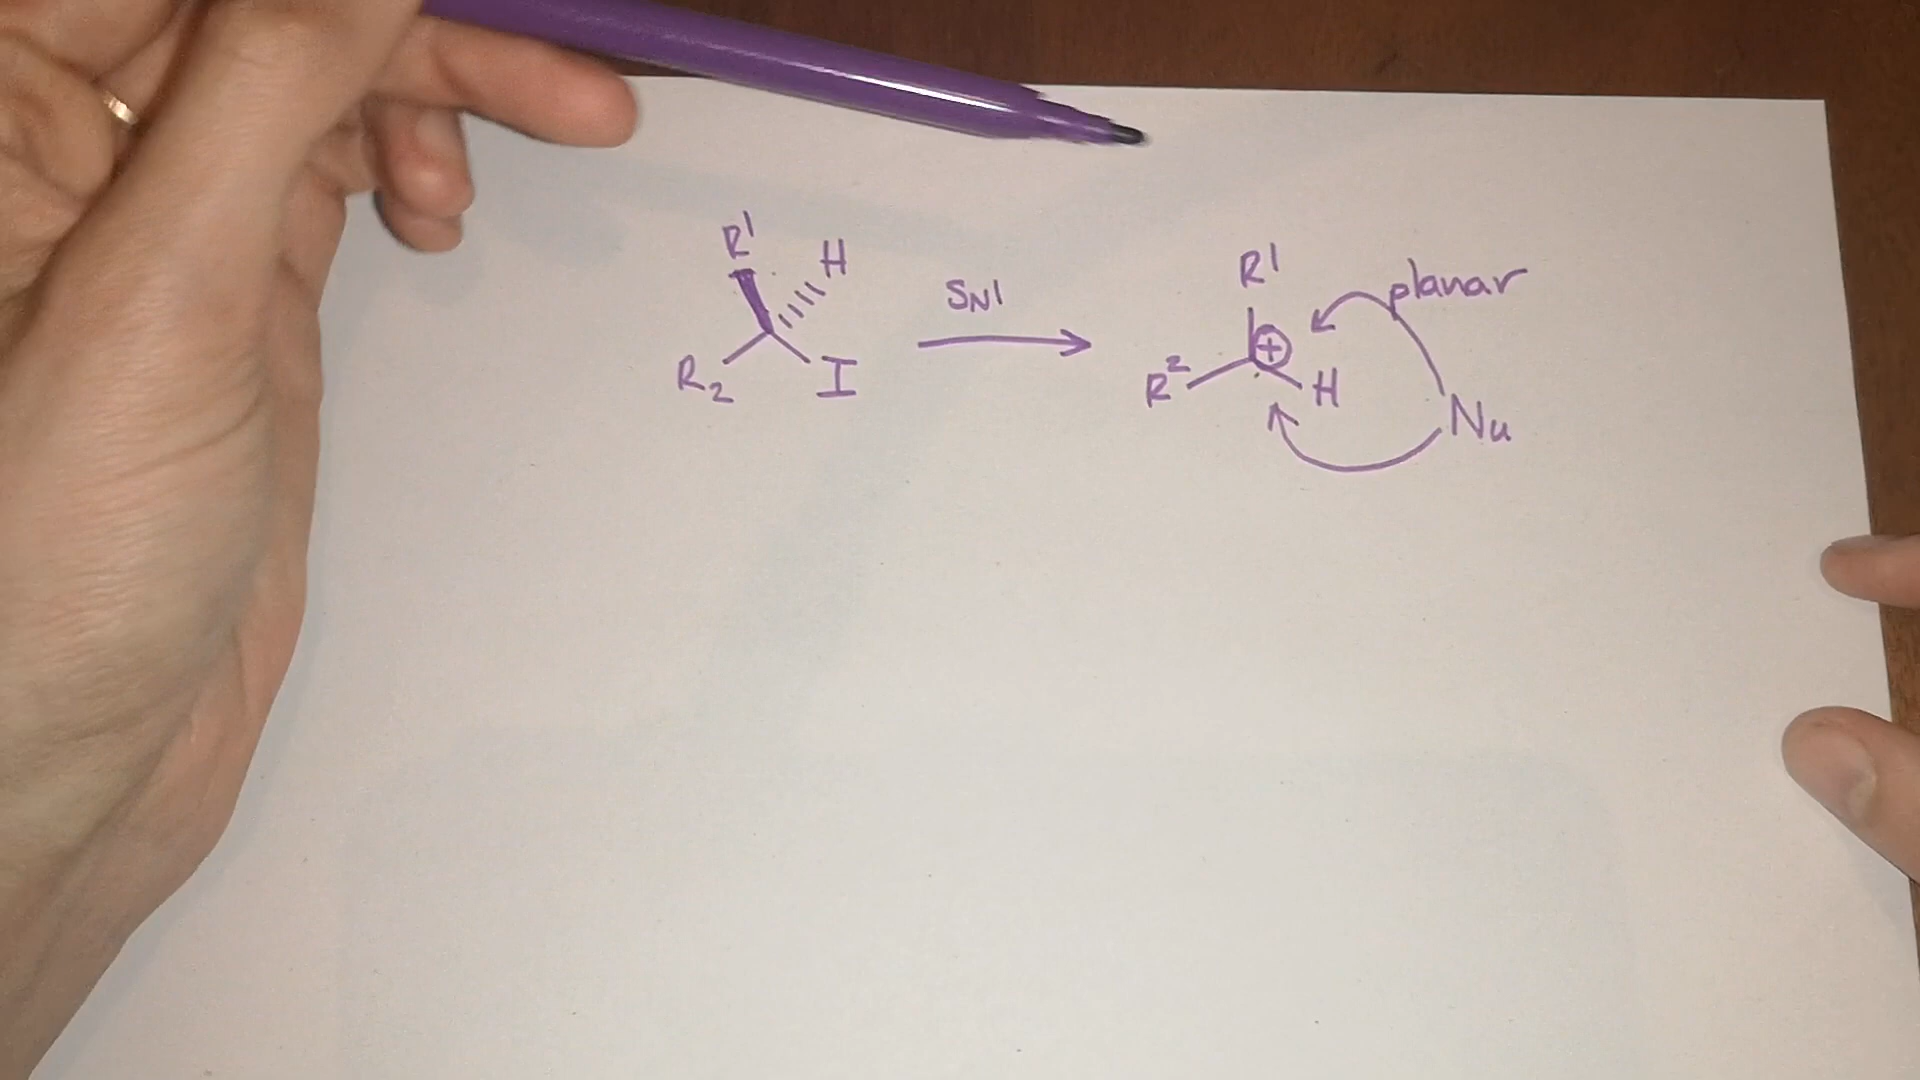 R¹ H
R₂ I
SN1
R¹
R² ⊕ H
planar
Nu